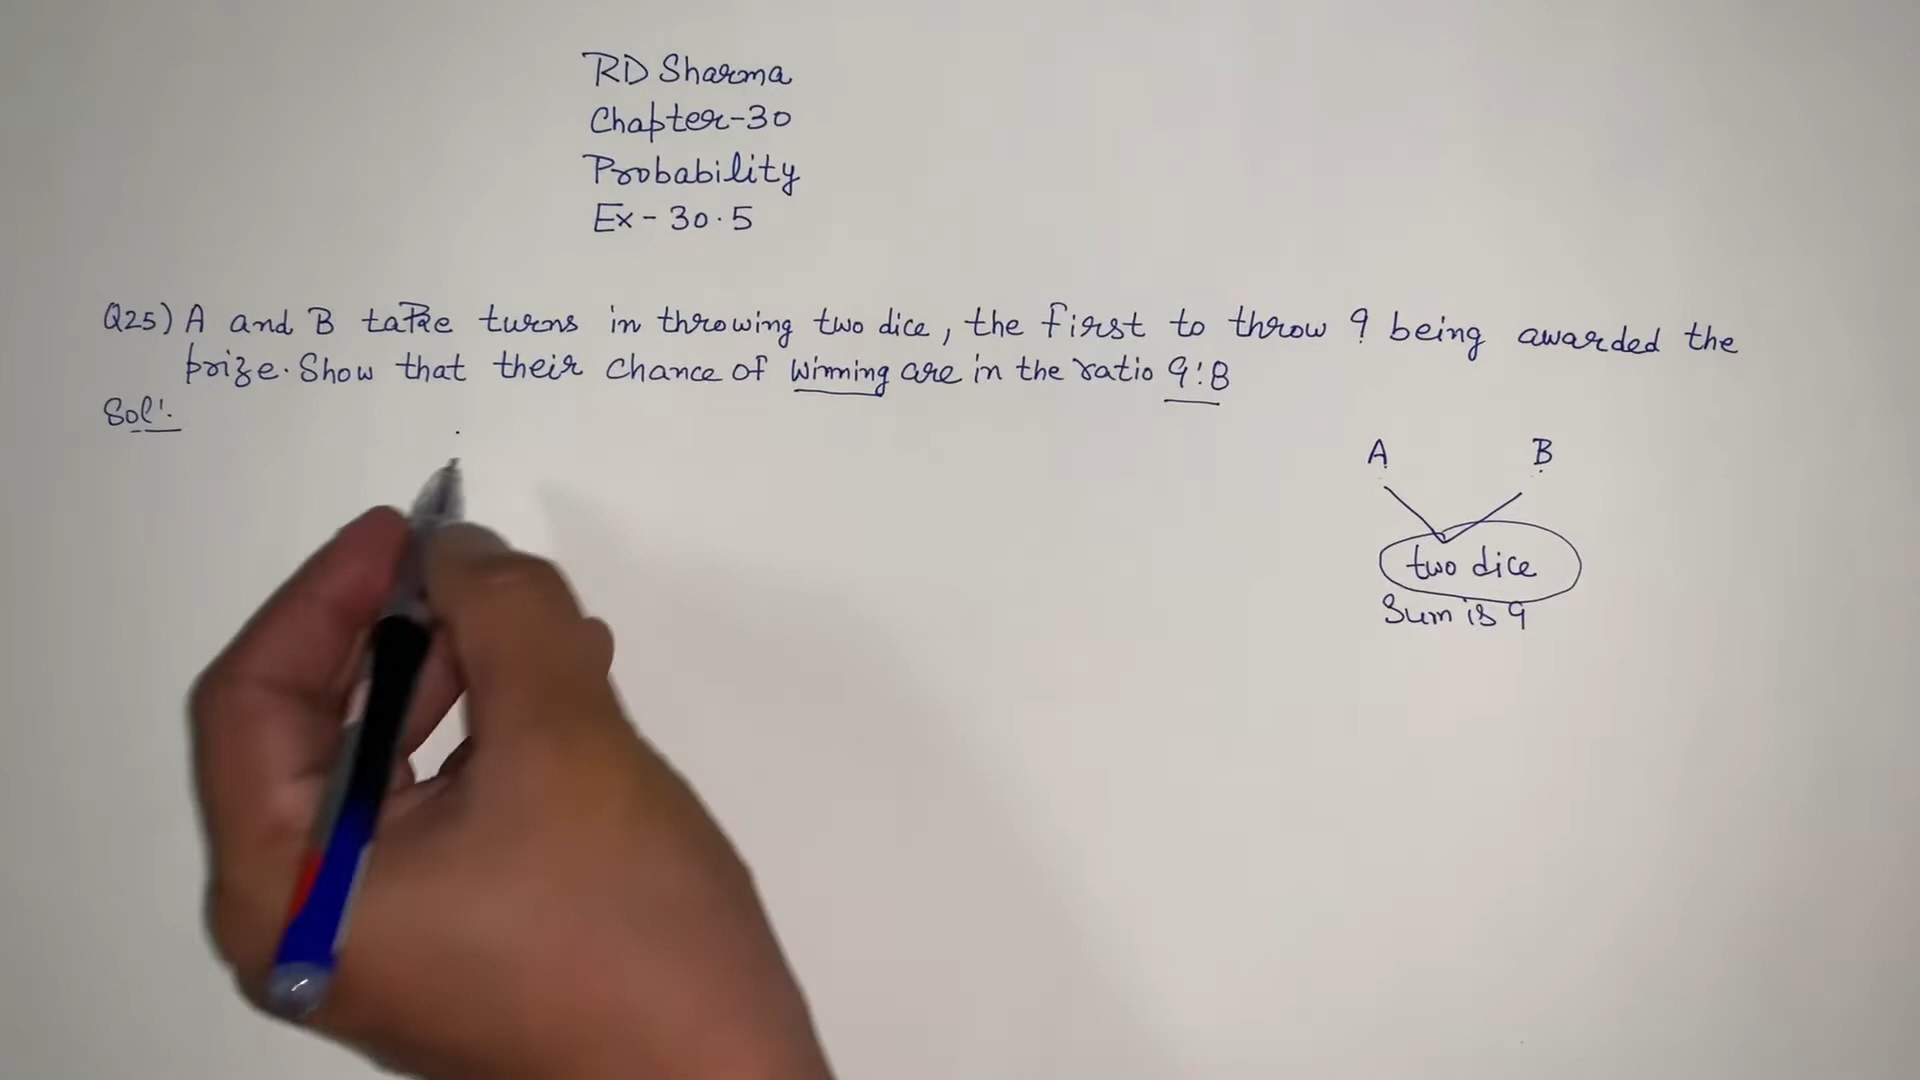 RD Sharma
Chapter-30
Probability
Ex - 30.5
Q25) A and B take turns in throwing two dice, the first to throw 9 being awarded the
prize. Show that their chance of winning are in the ratio 9:8
Sol':
A B
two dice
Sum is 9